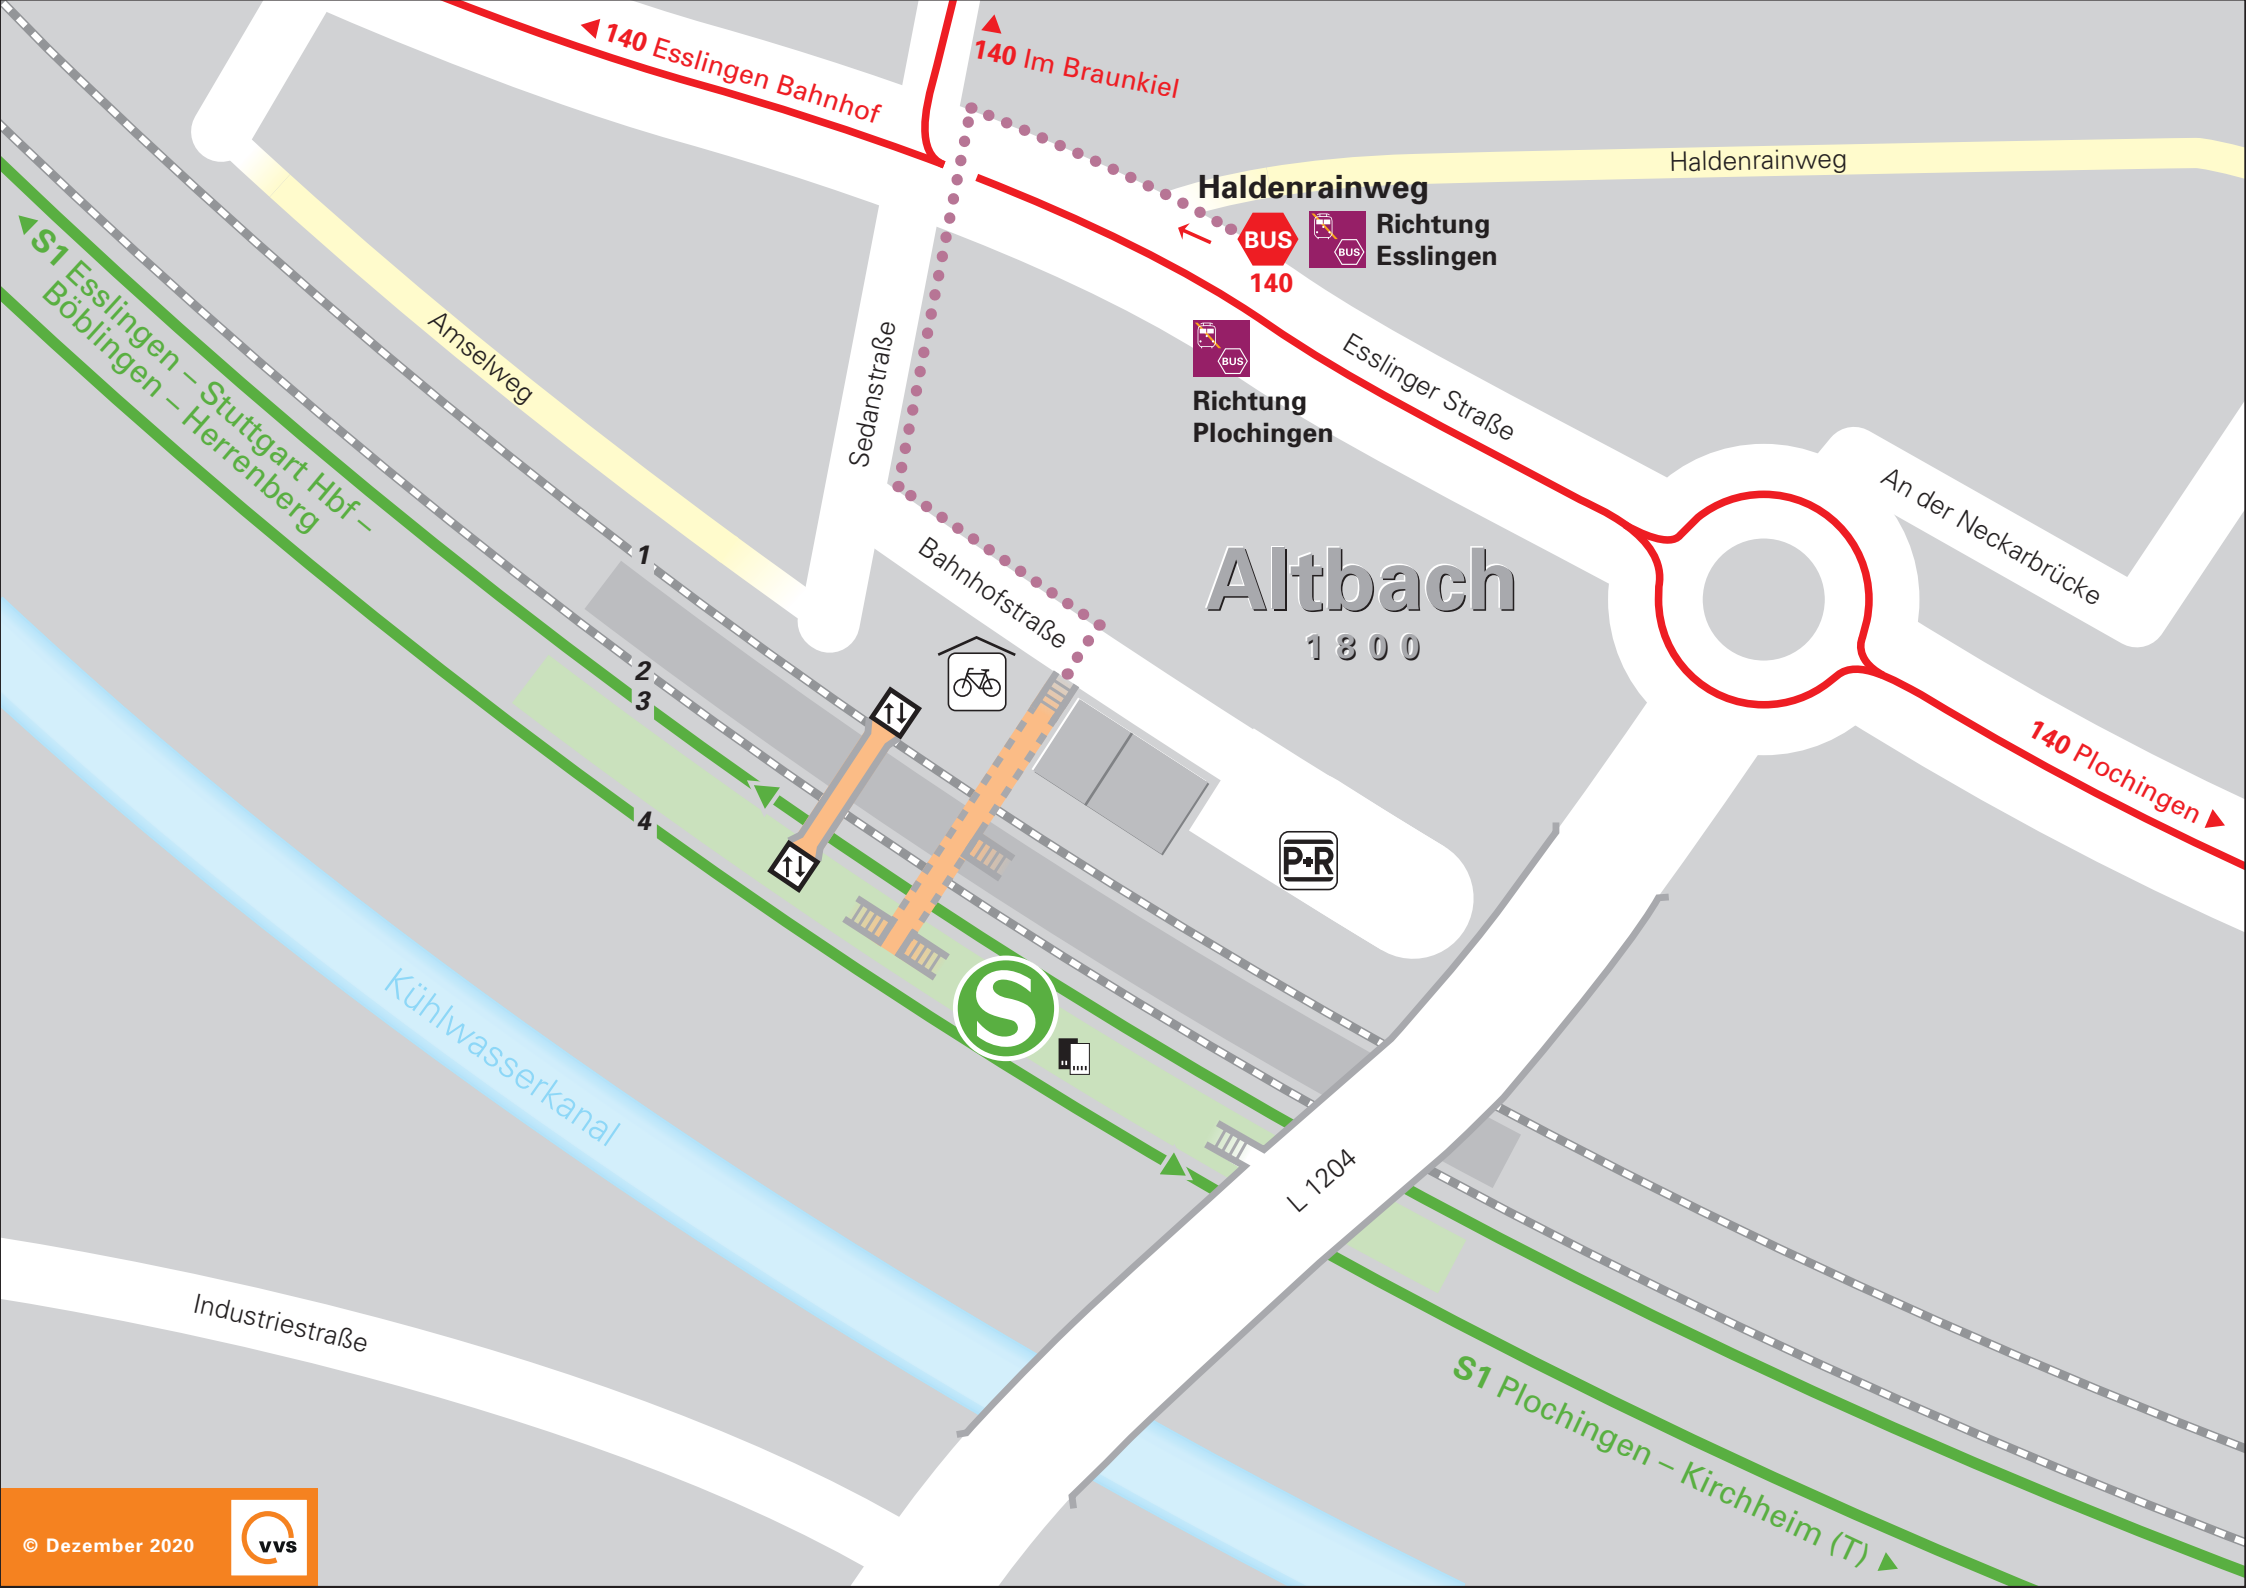 140 Esslingen Bahnhof
140 Im Braunkiel
Haldenrainweg
Haldenrainweg
BUS
140
BUS
Richtung
Esslingen
BUS
Richtung
Plochingen
Esslinger Straße
S1 Esslingen – Stuttgart Hbf –
Böblingen – Herrenberg
Amselweg
Sedanstraße
Bahnhofstraße
Altbach
1800
An der Neckarbrücke
140 Plochingen
1
2
3
4
P+R
S
Kühlwasserkanal
L 1204
Industriestraße
S1 Plochingen – Kirchheim (T)
© Dezember 2020
vvs